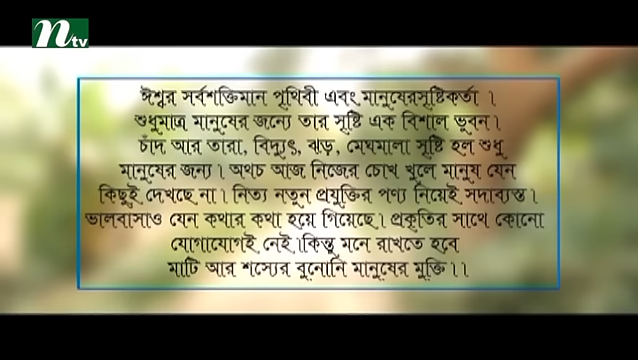 ntv
ঈশ্বর সর্বশক্তিমান পৃথিবী এবং মানুষেরসৃষ্টিকর্তা ।
শুধুমাত্র মানুষের জন্যে তার সৃষ্টি এক বিশাল ভুবন।
চাঁদ আর তারা, বিদ্যুৎ, ঝড়, মেঘমালা সৃষ্টি হল শুধু
মানুষের জন্য। অথচ আজ নিজের চোখ খুলে মানুষ যেন
কিছুই দেখছে না। নিত্য নতুন প্রযুক্তির পণ্য নিয়েই সদাব্যস্ত।
ভালবাসাও যেন কথার কথা হয়ে গিয়েছে। প্রকৃতির সাথে কোনো
যোগাযোগই নেই।কিন্তু মনে রাখতে হবে
মাটি আর শস্যের বুনোনি মানুষের মুক্তি।।